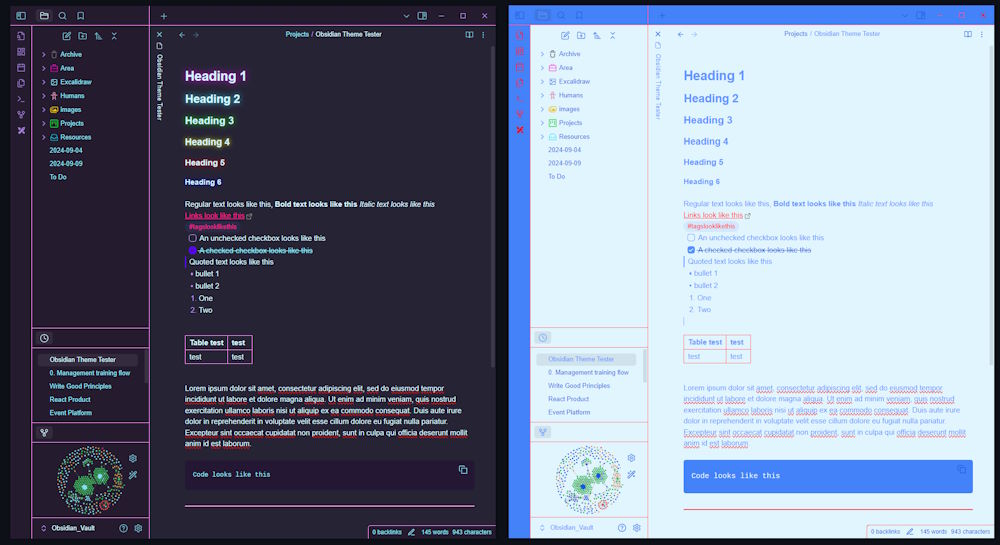 Projects / Obsidian Theme Tester
Obsidian Theme Tester
Archive
Area
Excalidraw
Humans
Images
Projects
Resources
2024-09-04
2024-09-09
To Do
Obsidian Theme Tester
0. Management training flow
Write Good Principles
React Product
Event Platform
Obsidian_Vault
Heading 1
Heading 2
Heading 3
Heading 4
Heading 5
Heading 6
Regular text looks like this, Bold text looks like this Italic text looks like this
Links look like this
#tagslooklikethis
An unchecked checkbox looks like this
A checked checkbox looks like this
Quoted text looks like this
• bullet 1
• bullet 2
1. One
2. Two
Table test test
test test
Lorem ipsum dolor sit amet, consectetur adipiscing elit, sed do eiusmod tempor
incididunt ut labore et dolore magna aliqua. Ut enim ad minim veniam, quis nostrud
exercitation ullamco laboris nisi ut aliquip ex ea commodo consequat. Duis aute irure
dolor in reprehenderit in voluptate velit esse cillum dolore eu fugiat nulla pariatur.
Excepteur sint occaecat cupidatat non proident, sunt in culpa qui officia deserunt mollit
anim id est laborum.
Code looks like this
0 backlinks 145 words 943 characters
Projects / Obsidian Theme Tester
Obsidian Theme Tester
Archive
Area
Excalidraw
Humans
images
Projects
Resources
2024-09-04
2024-09-09
To Do
Obsidian Theme Tester
0. Management training flow
Write Good Principles
React Product
Event Platform
Obsidian_Vault
Heading 1
Heading 2
Heading 3
Heading 4
Heading 5
Heading 6
Regular text looks like this, Bold text looks like this Italic text looks like this
Links look like this
#tagslooklikethis
An unchecked checkbox looks like this
A checked checkbox looks like this
Quoted text looks like this
• bullet 1
• bullet 2
1. One
2. Two
Table test test
test test
Lorem ipsum dolor sit amet, consectetur adipiscing elit, sed do eiusmod tempor
incididunt ut labore et dolore magna aliqua. Ut enim ad minim veniam, quis nostrud
exercitation ullamco laboris nisi ut aliquip ex ea commodo consequat. Duis aute irure
dolor in reprehenderit in voluptate velit esse cillum dolore eu fugiat nulla pariatur.
Excepteur sint occaecat cupidatat non proident, sunt in culpa qui officia deserunt mollit
anim id est laborum.
Code looks like this
0 backlinks 145 words 943 characters